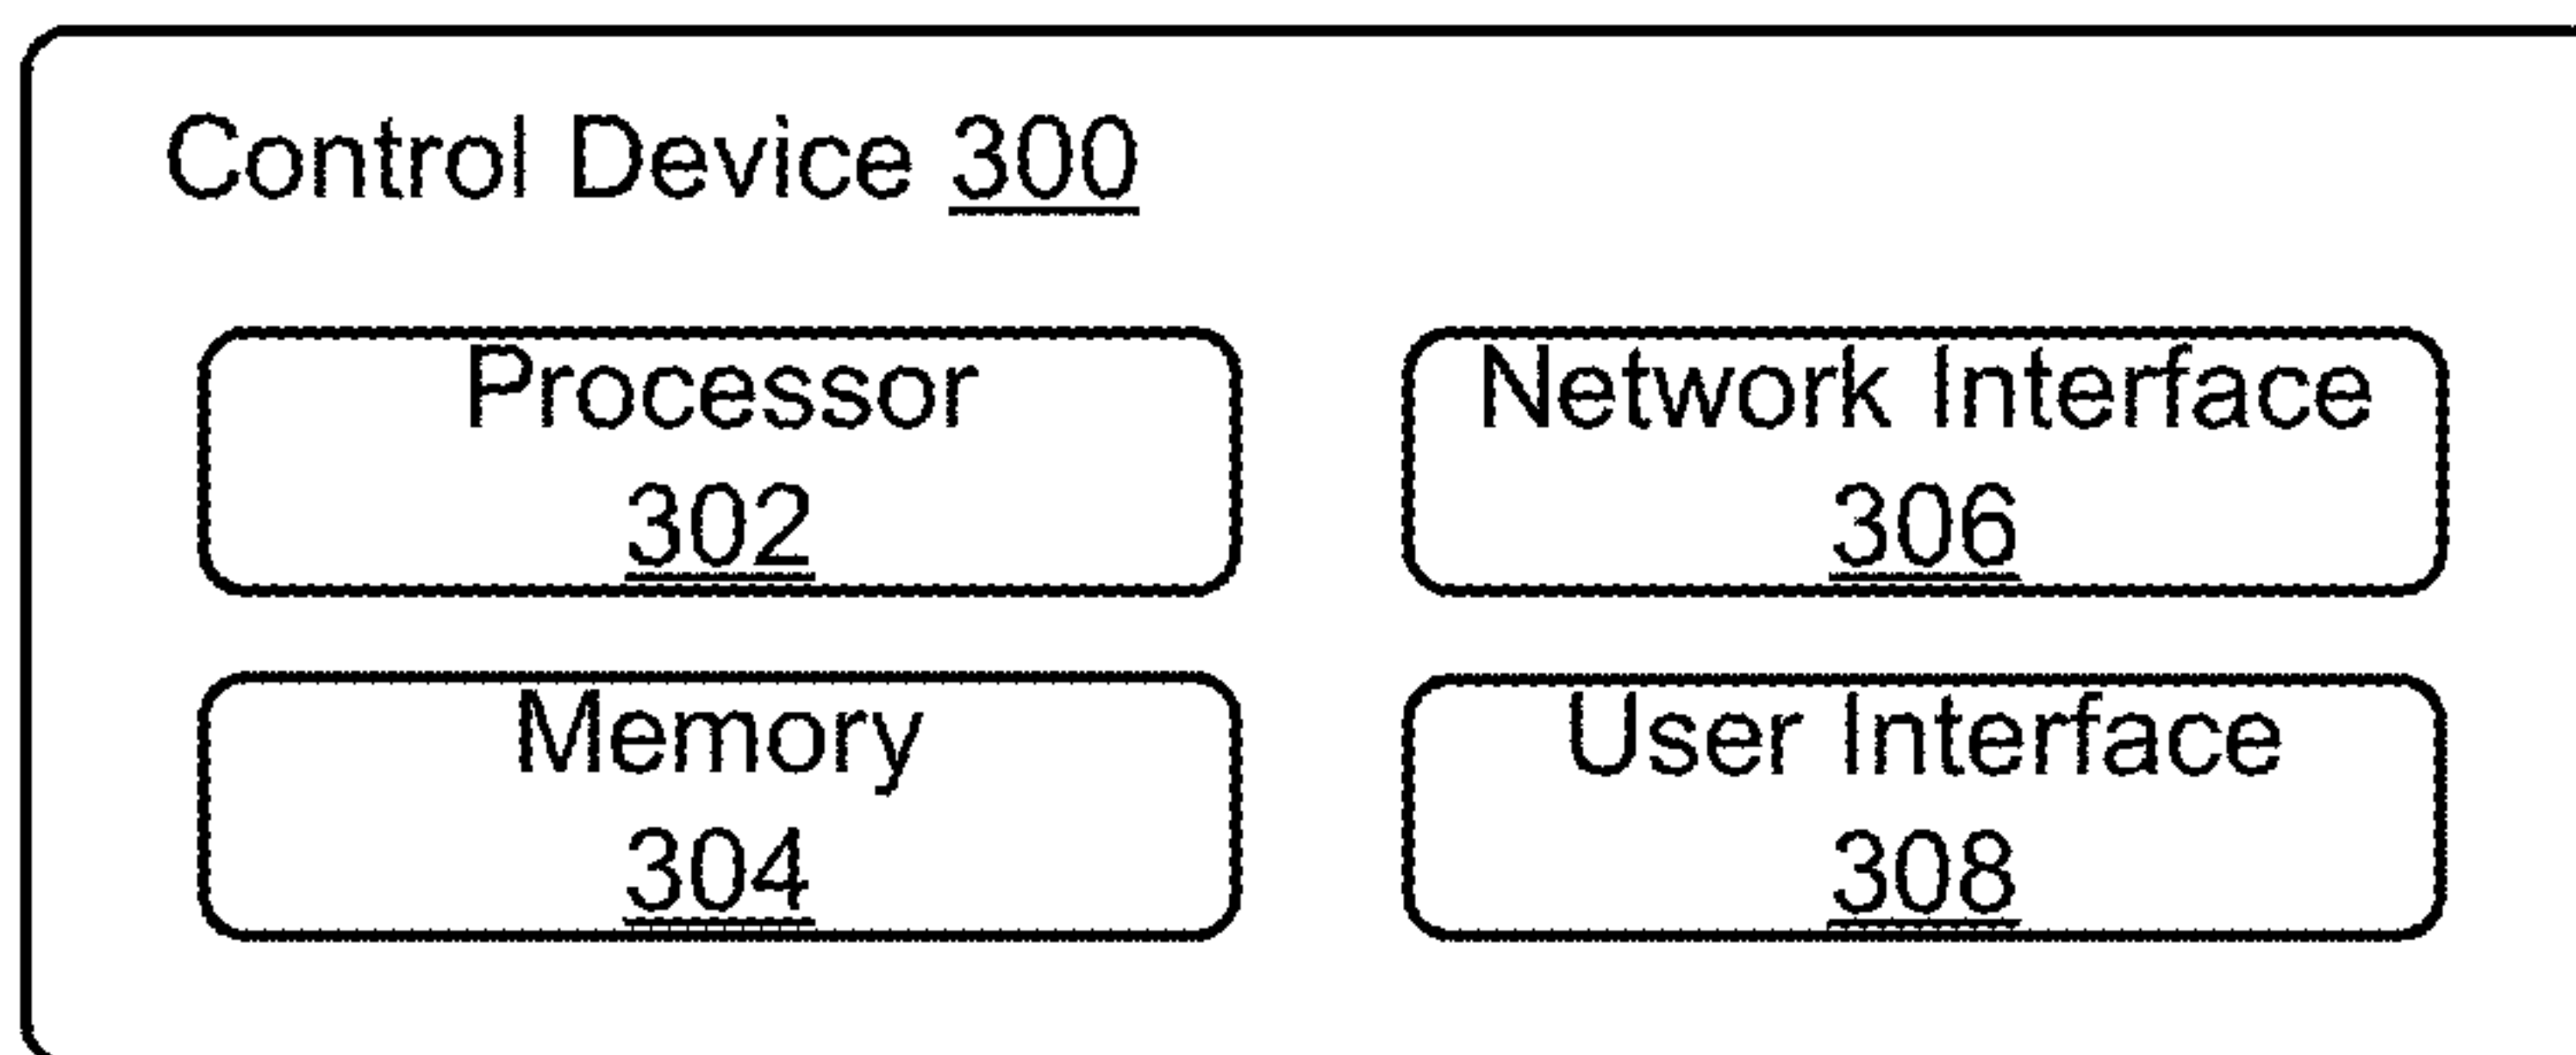 Control Device 300
Processor
302
Network Interface
306
Memory
304
User Interface
308